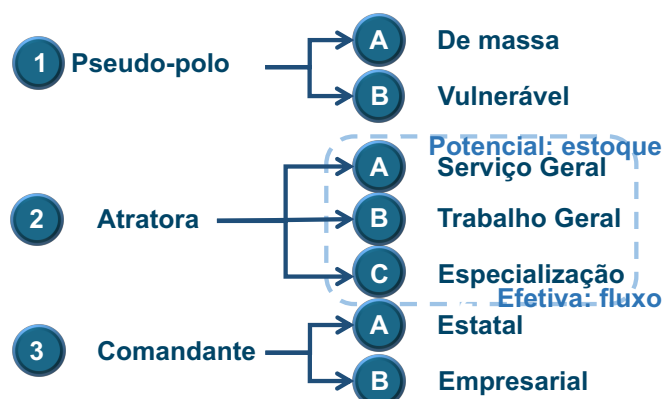 1 Pseudo-polo
A De massa
B Vulnerável
Potencial: estoque
2 Atratora
A Serviço Geral
B Trabalho Geral
C Especialização
Efetiva: fluxo
3 Comandante
A Estatal
B Empresarial